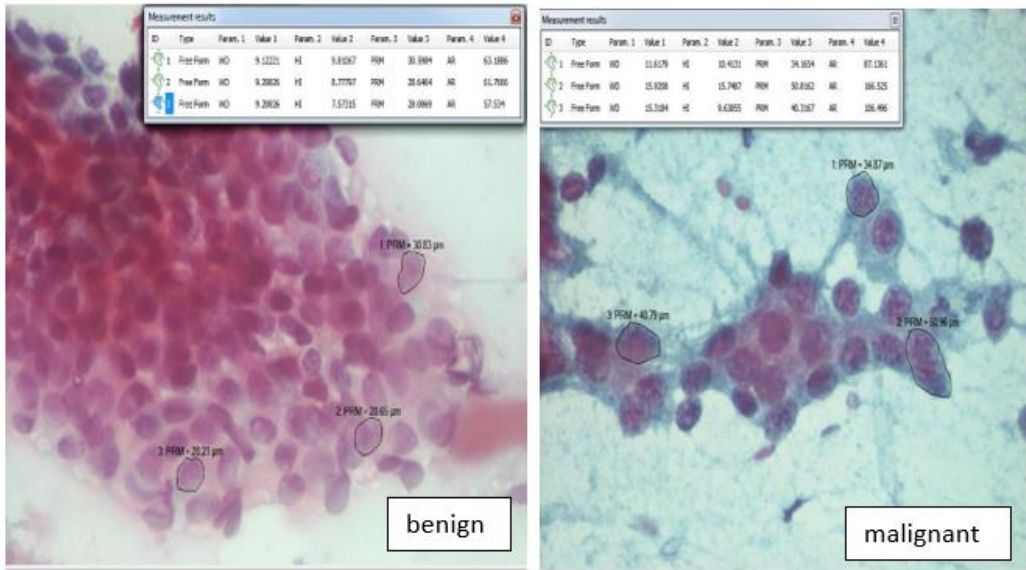 Measurement results
ID Type Param. 1 Value 1 Param. 2 Value 2 Param. 3 Value 3 Param. 4 Value 4
1 Free Form WD 9.12221 HI 9.81067 PRM 30.5984 AR 63.1886
2 Free Form WD 9.20826 HI 8.77797 PRM 28.6404 AR
3 Free Form WD 9.20826 HI 7.57315 PRM 28.0869 AR 57.534
1: PRM = 30.83 µm
2: PRM = 28.65 µm
3: PRM = 28.21 µm
benign
Measurement results
ID Type Param. 1 Value 1 Param. 2 Value 2 Param. 3 Value 3 Param. 4 Value 4
1 Free Form WD 11.6179 HI 10.4131 PRM 34.1654 AR 87.1361
2 Free Form WD 15.9208 HI 15.7487 PRM 50.8162 AR 166.525
3 Free Form WD 15.3184 HI 9.63855 PRM 40.3167 AR 106.496
1: PRM = 34.87 µm
3: PRM = 40.79 µm
2: PRM = 50.96 µm
malignant